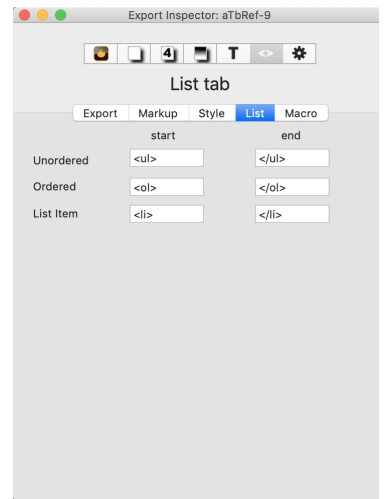 Export Inspector: aTbRef-9
4 T <>
List tab
Export Markup Style List Macro
start end
Unordered <ul> </ul>
Ordered <ol> </ol>
List Item <li> </li>